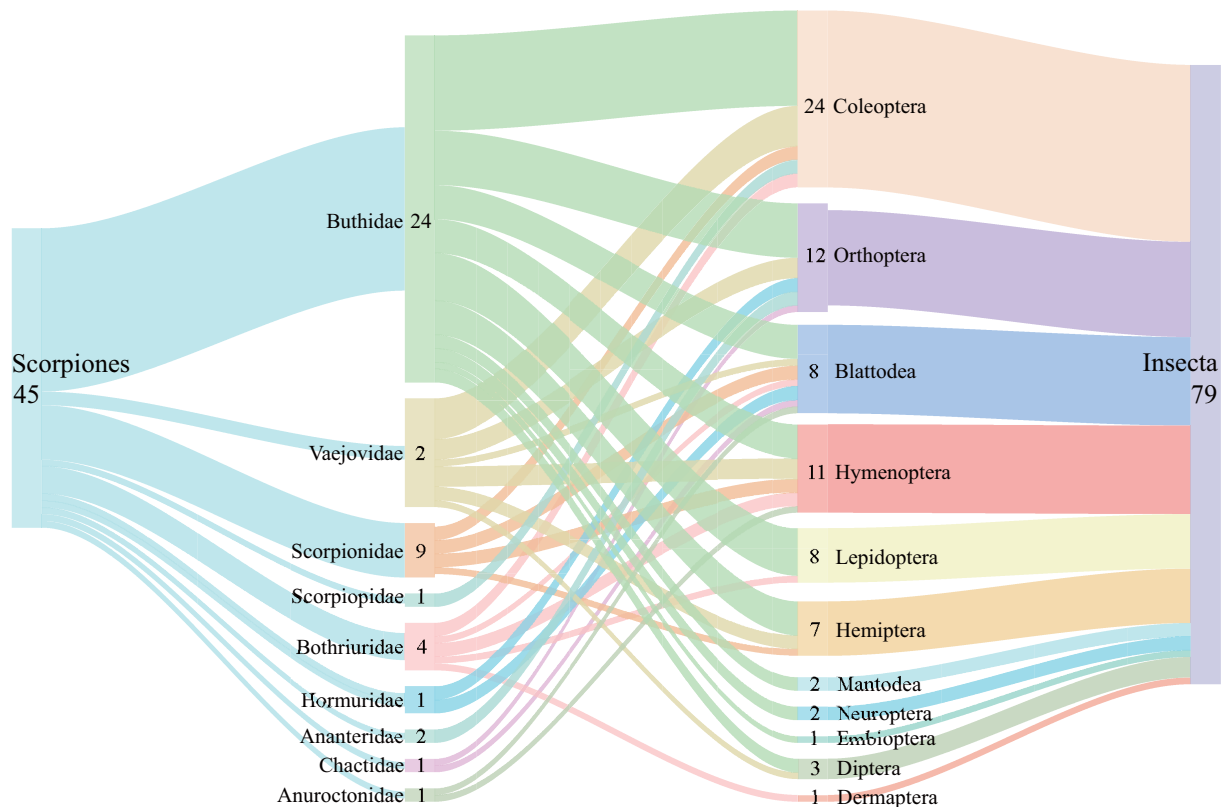 Scorpiones
45
Buthidae 24
Vaejovidae 2
Scorpionidae 9
Scorpiopidae 1
Bothriuridae 4
Hormuridae 1
Ananteridae 2
Chactidae 1
Anuroctonidae 1
24 Coleoptera
12 Orthoptera
8 Blattodea
11 Hymenoptera
8 Lepidoptera
7 Hemiptera
2 Mantodea
2 Neuroptera
1 Embioptera
3 Diptera
1 Dermaptera
Insecta
79